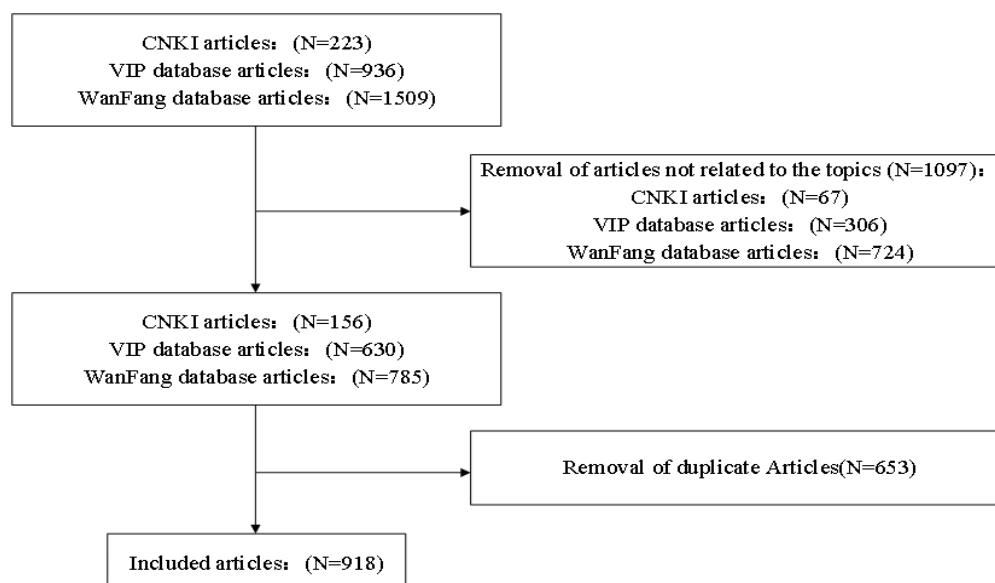 CNKI articles：(N=223)
VIP database articles：(N=936)
WanFang database articles：(N=1509)
Removal of articles not related to the topics (N=1097)：
CNKI articles：(N=67)
VIP database articles：(N=306)
WanFang database articles：(N=724)
CNKI articles：(N=156)
VIP database articles：(N=630)
WanFang database articles：(N=785)
Removal of duplicate Articles(N=653)
Included articles：(N=918)